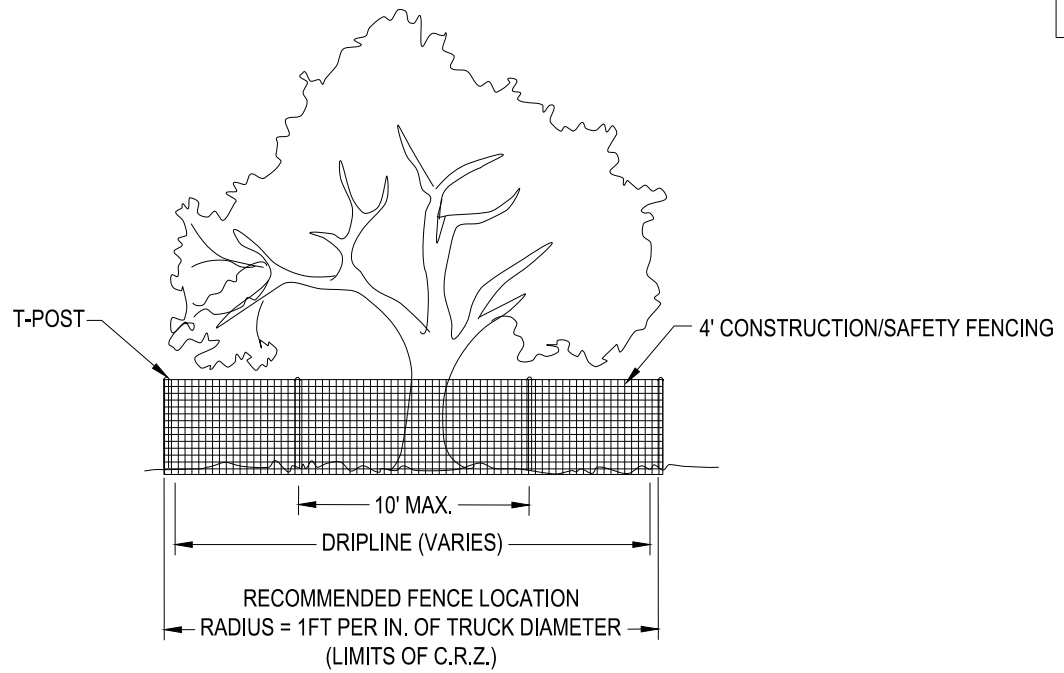 T-POST
4' CONSTRUCTION/SAFETY FENCING
10' MAX.
DRIPLINE (VARIES)
RECOMMENDED FENCE LOCATION
RADIUS = 1FT PER IN. OF TRUCK DIAMETER
(LIMITS OF C.R.Z.)